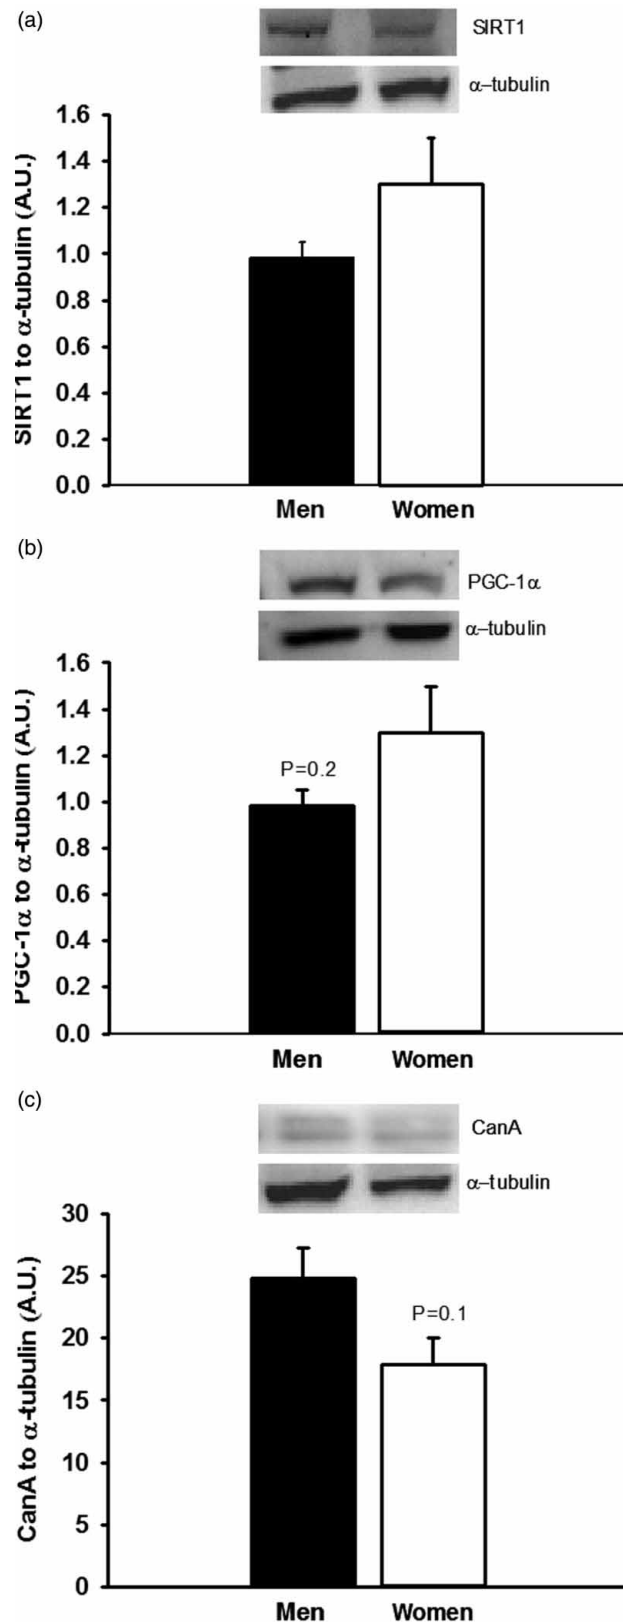 (a)
SIRT1
α–tubulin
SIRT1 to α-tubulin (A.U.)
1.6
1.4
1.2
1.0
0.8
0.6
0.4
0.2
0.0
Men Women
(b)
PGC-1α
α–tubulin
PGC-1α to α-tubulin (A.U.)
1.6
1.4
1.2
1.0
0.8
0.6
0.4
0.2
0.0
P=0.2
Men Women
(c)
CanA
α–tubulin
CanA to α-tubulin (A.U.)
30
25
20
15
10
5
0
P=0.1
Men Women